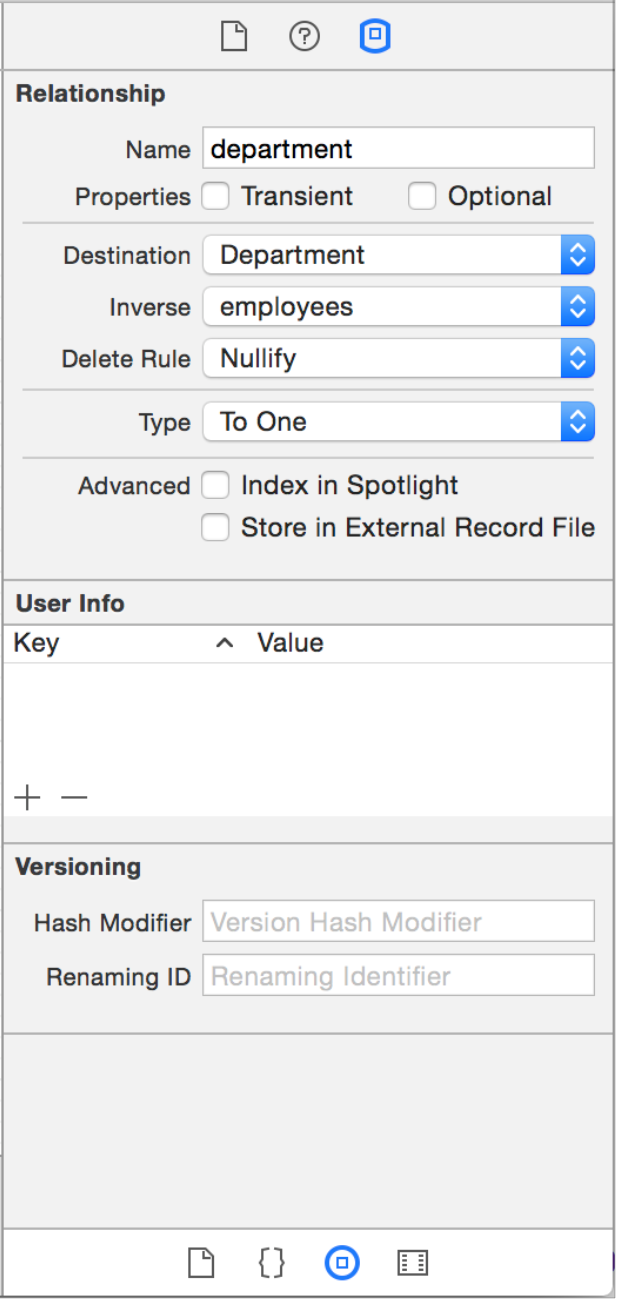 Relationship
Name department
Properties Transient Optional
Destination Department
Inverse employees
Delete Rule Nullify
Type To One
Advanced Index in Spotlight
Store in External Record File
User Info
Key Value
Versioning
Hash Modifier Version Hash Modifier
Renaming ID Renaming Identifier